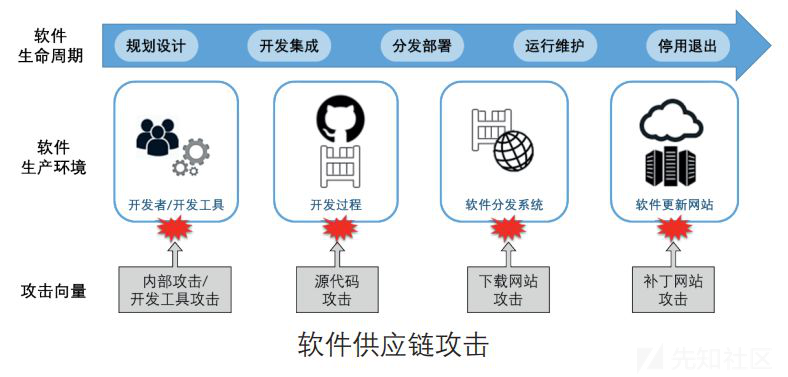 软件
生命周期
规划设计
开发集成
分发部署
运行维护
停用退出
软件
生产环境
开发者/开发工具
开发过程
软件分发系统
软件更新网站
攻击向量
内部攻击/
开发工具攻击
源代码
攻击
下载网站
攻击
补丁网站
攻击
软件供应链攻击
先知社区